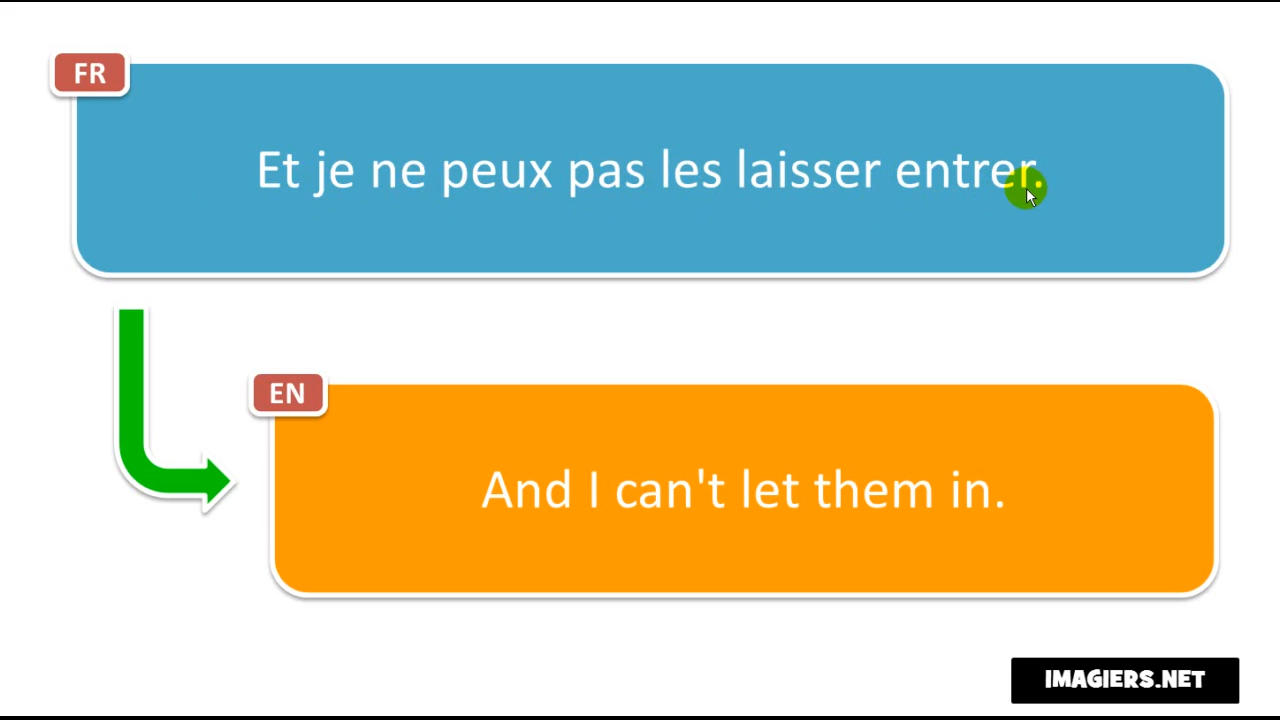 FR
Et je ne peux pas les laisser entrer.
EN
And I can't let them in.
IMAGIERS.NET